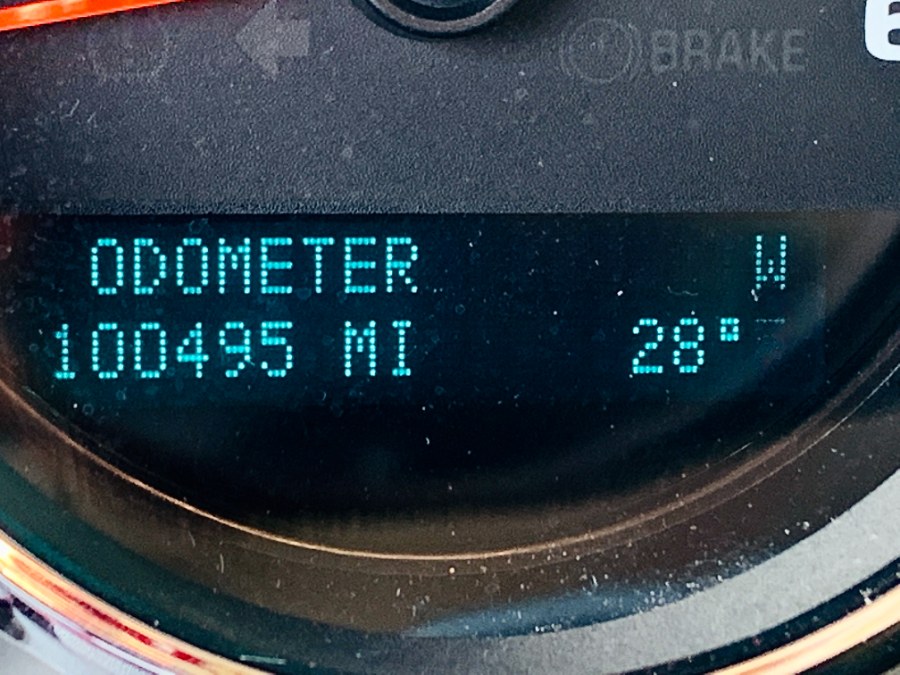 BRAKE
ODOMETER W
100495 MI 28°